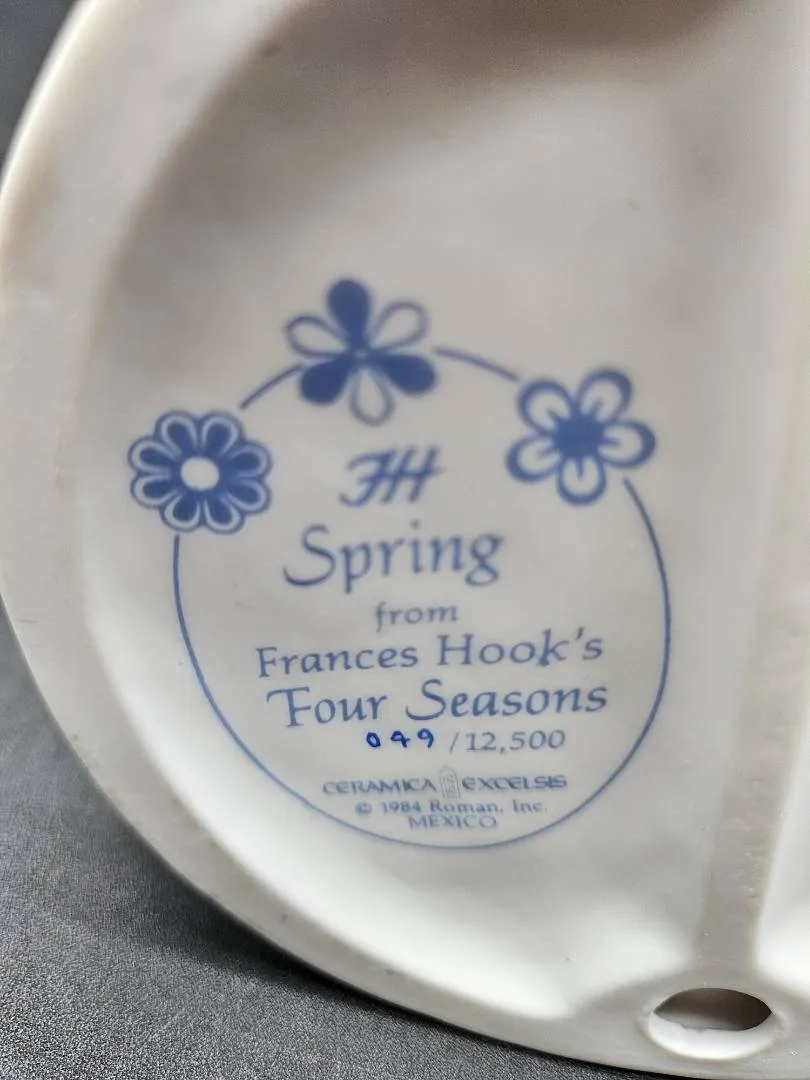 FH
Spring
from
Frances Hook's
Four Seasons
049 /12,500
CERAMICA EXCELSIS
© 1984 Roman, Inc.
MEXICO